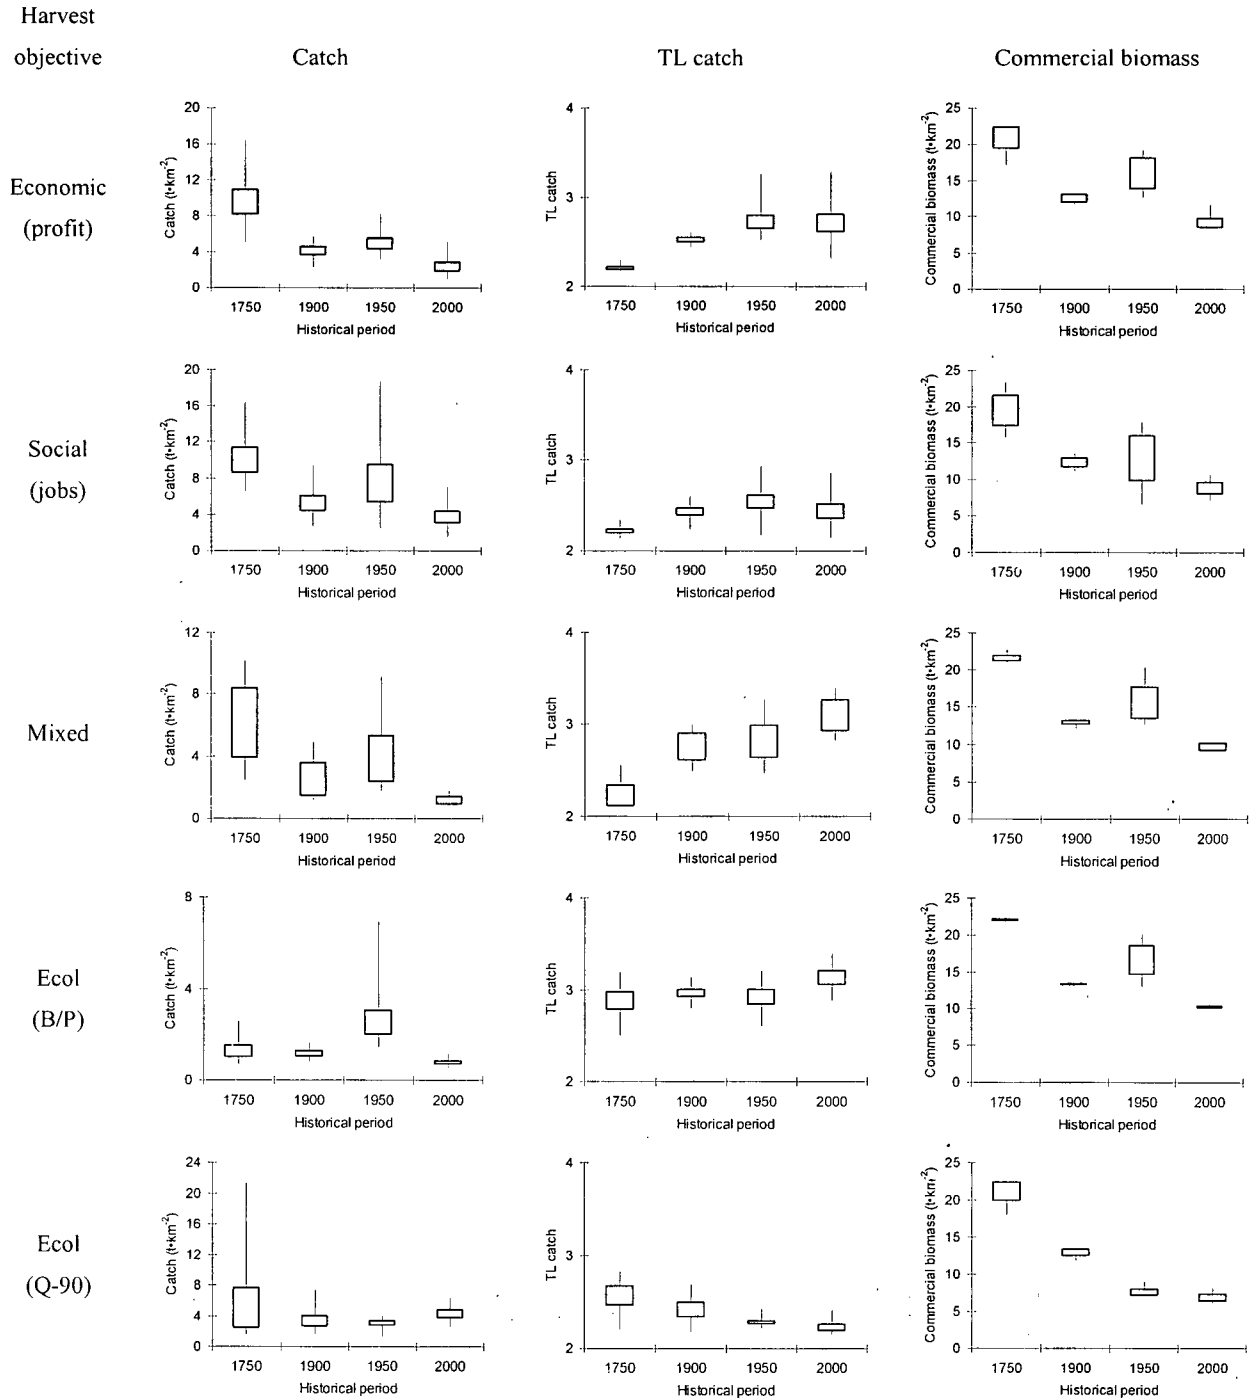 Harvest
objective
Catch
TL catch
Commercial biomass
Economic
(profit)
Catch (t•km⁻²)
20
16
12
8
4
0
1750 1900 1950 2000
Historical period
TL catch
4
3
2
1750 1900 1950 2000
Historical period
Commercial biomass (t•km⁻²)
25
20
15
10
5
0
1750 1900 1950 2000
Historical period
Social
(jobs)
Catch (t•km⁻²)
20
16
12
8
4
0
1750 1900 1950 2000
Historical period
TL catch
4
3
2
1750 1900 1950 2000
Historical period
Commercial biomass (t•km⁻²)
25
20
15
10
5
0
1750 1900 1950 2000
Historical period
Mixed
Catch (t•km⁻²)
12
8
4
0
1750 1900 1950 2000
Historical period
TL catch
4
3
2
1750 1900 1950 2000
Historical period
Commercial biomass (t•km⁻²)
25
20
15
10
5
0
1750 1900 1950 2000
Historical period
Ecol
(B/P)
Catch (t•km⁻²)
8
4
0
1750 1900 1950 2000
Historical period
TL catch
4
3
2
1750 1900 1950 2000
Historical period
Commercial biomass (t•km⁻²)
25
20
15
10
5
0
1750 1900 1950 2000
Historical period
Ecol
(Q-90)
Catch (t•km⁻²)
24
20
16
12
8
4
0
1750 1900 1950 2000
Historical period
TL catch
4
3
2
1750 1900 1950 2000
Historical period
Commercial biomass (t•km⁻²)
25
20
15
10
5
0
1750 1900 1950 2000
Historical period